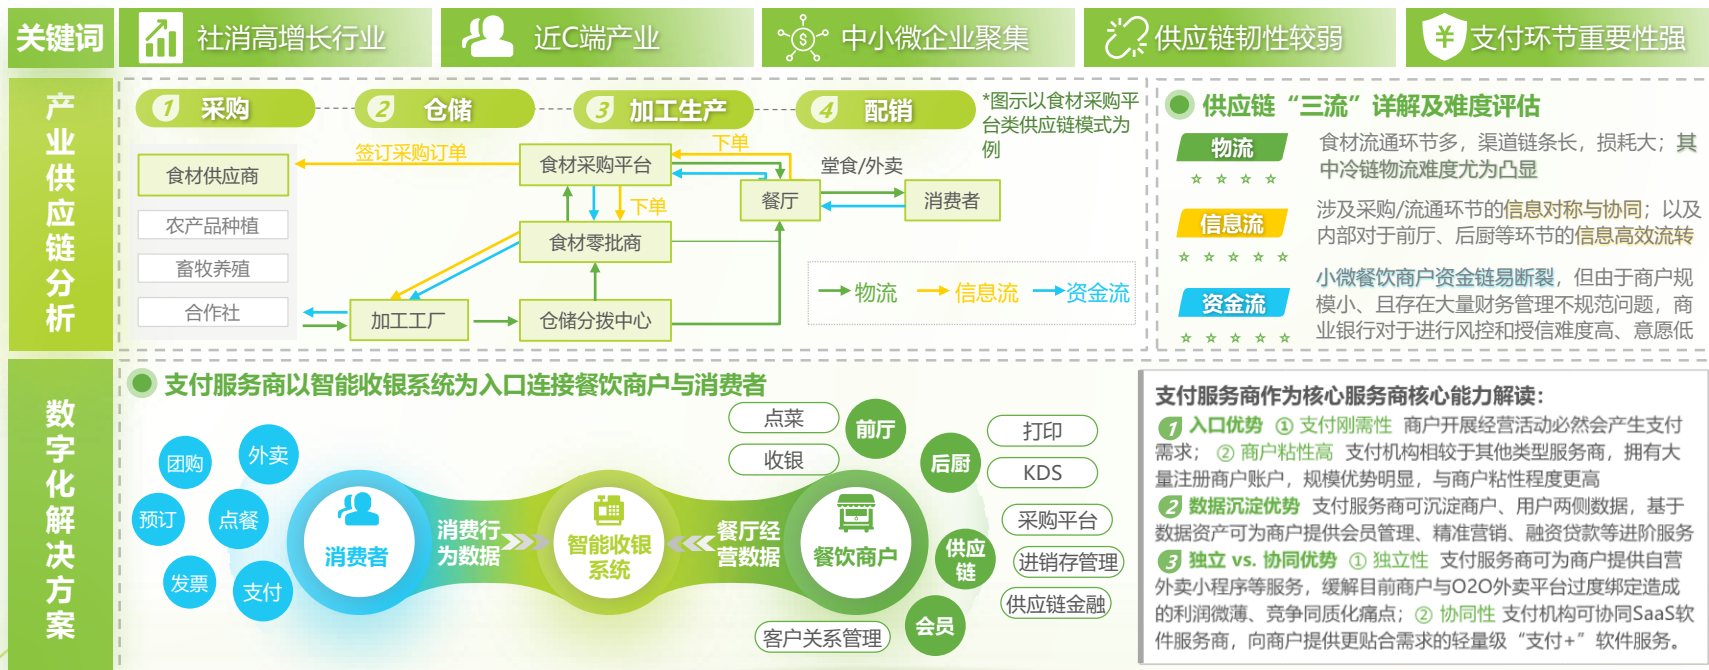 关键词
社消高增长行业
近C端产业
中小微企业聚集
供应链韧性较弱
¥
支付环节重要性强
产业供应链分析
1 采购
2 仓储
3 加工生产
4 配销
*图示以食材采购平
台类供应链模式为
例
食材供应商
农产品种植
畜牧养殖
合作社
签订采购订单
食材采购平台
下单
下单
食材零批商
加工工厂
仓储分拨中心
餐厅
堂食/外卖
消费者
物流
信息流
资金流
供应链“三流”详解及难度评估
物流
☆ ☆ ☆ ☆
食材流通环节多，渠道链条长，损耗大；其
中冷链物流难度尤为凸显
信息流
☆ ☆ ☆ ☆ ☆
涉及采购/流通环节的信息对称与协同；以及
内部对于前厅、后厨等环节的信息高效流转
资金流
☆ ☆ ☆ ☆ ☆
小微餐饮商户资金链易断裂，但由于商户规
模小、且存在大量财务管理不规范问题，商
业银行对于进行风控和授信难度高、意愿低
数字化解决方案
支付服务商以智能收银系统为入口连接餐饮商户与消费者
团购
外卖
预订
点餐
发票
支付
消费者
消费行
为数据
智能收银
系统
餐厅经
营数据
餐饮商户
点菜
收银
前厅
后厨
打印
KDS
供应
链
采购平台
进销存管理
供应链金融
会员
客户关系管理
支付服务商作为核心服务商核心能力解读：
1 入口优势 ① 支付刚需性 商户开展经营活动必然会产生支付
需求；② 商户粘性高 支付机构相较于其他类型服务商，拥有大
量注册商户账户，规模优势明显，与商户粘性程度更高
2 数据沉淀优势 支付服务商可沉淀商户、用户两侧数据，基于
数据资产可为商户提供会员管理、精准营销、融资贷款等进阶服务
3 独立 vs. 协同优势 ① 独立性 支付服务商可为商户提供自营
外卖小程序等服务，缓解目前商户与O2O外卖平台过度绑定造成
的利润微薄、竞争同质化痛点；② 协同性 支付机构可协同SaaS软
件服务商，向商户提供更贴合需求的轻量级“支付+”软件服务。